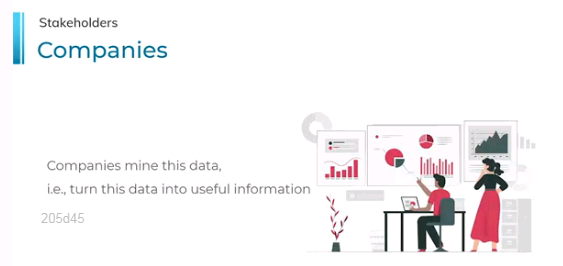 Stakeholders
Companies
Companies mine this data,
i.e., turn this data into useful information
205d45